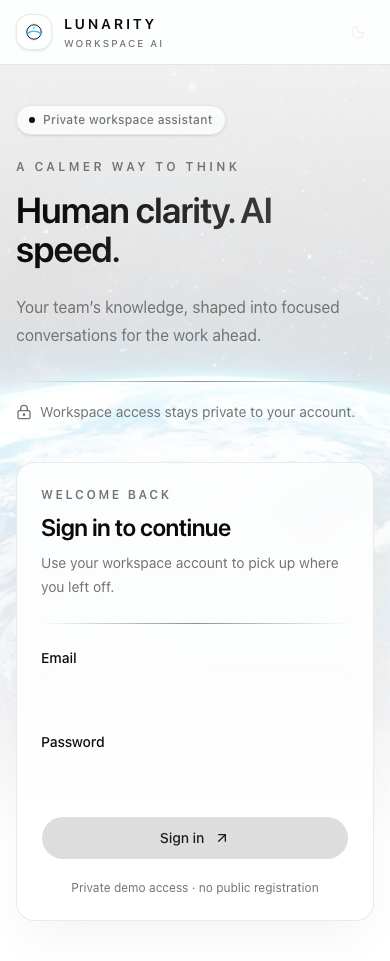 LUNARITY
WORKSPACE AI
Private workspace assistant
A CALMER WAY TO THINK
Human clarity. AI
speed.
Your team’s knowledge, shaped into focused
conversations for the work ahead.
Workspace access stays private to your account.
WELCOME BACK
Sign in to continue
Use your workspace account to pick up where
you left off.
Email
Password
Sign in
Private demo access · no public registration